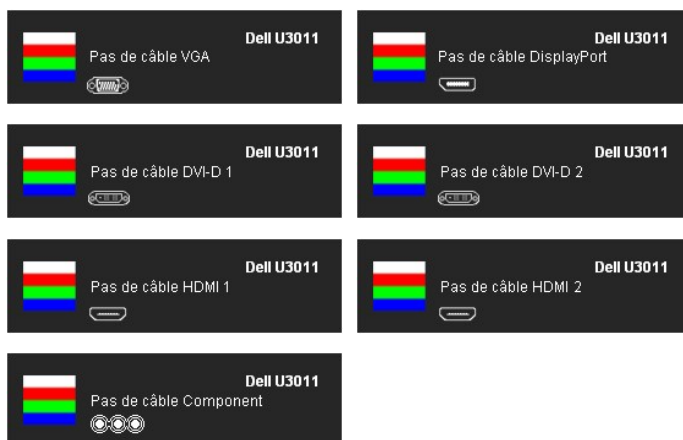 Dell U3011
Pas de câble VGA
Dell U3011
Pas de câble DisplayPort
Dell U3011
Pas de câble DVI-D 1
Dell U3011
Pas de câble DVI-D 2
Dell U3011
Pas de câble HDMI 1
Dell U3011
Pas de câble HDMI 2
Dell U3011
Pas de câble Component